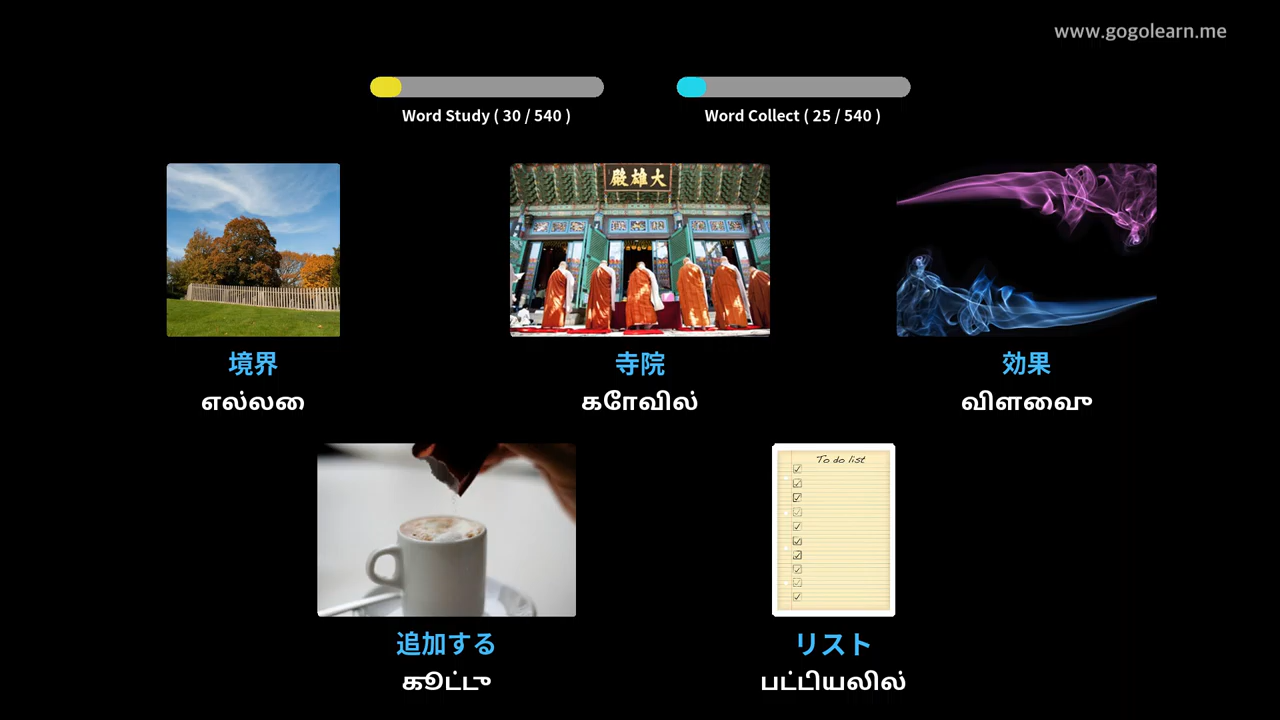 www.gogolearn.me
Word Study ( 30 / 540 )
Word Collect ( 25 / 540 )
大雄殿
境界
எல்லை
寺院
கோவில்
効果
விளைவு
To do list
追加する
கூட்டு
リスト
பட்டியலில்